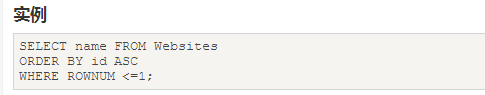 实例
SELECT name FROM Websites
ORDER BY id ASC
WHERE ROWNUM <=1;